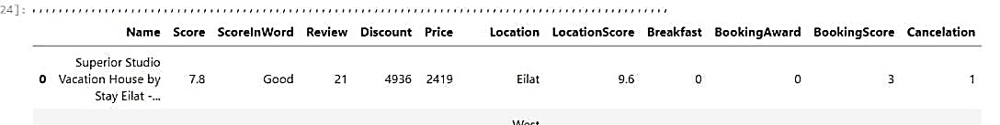 24]:
Name Score ScoreInWord Review Discount Price Location LocationScore Breakfast BookingAward BookingScore Cancelation
0 Superior Studio Vacation House by Stay Eilat -... 7.8 Good 21 4936 2419 Eilat 9.6 0 0 3 1
West